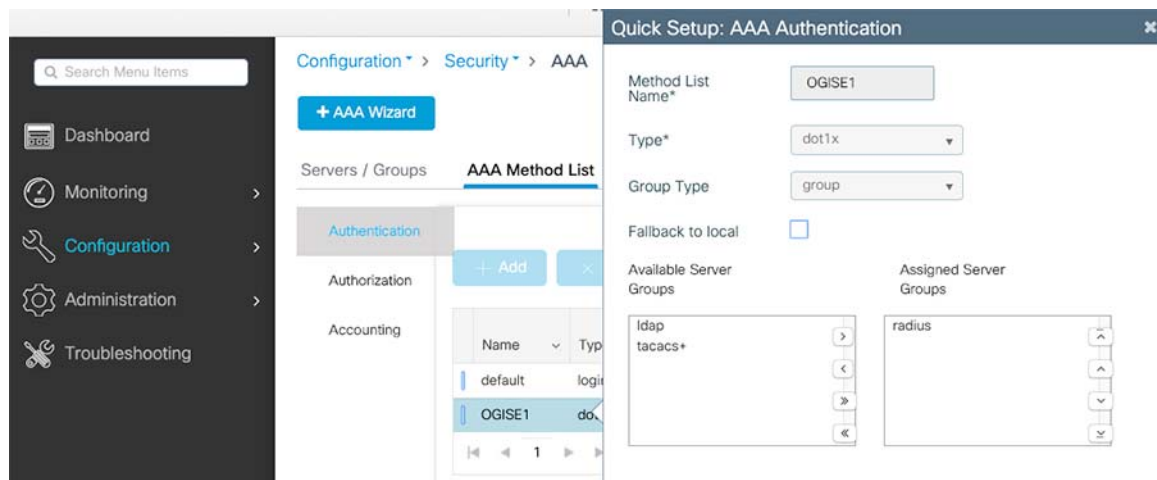 Search Menu Items
Dashboard
Monitoring
Configuration
Administration
Troubleshooting
Configuration > Security > AAA
+ AAA Wizard
Servers / Groups AAA Method List
Authentication
Authorization
Accounting
+ Add ×
Name Typ
default login
OGISE1
1
Quick Setup: AAA Authentication
Method List
Name*
OGISE1
Type*
dot1x
Group Type
group
Fallback to local
Available Server
Groups
Assigned Server
Groups
ldap
tacacs+
radius